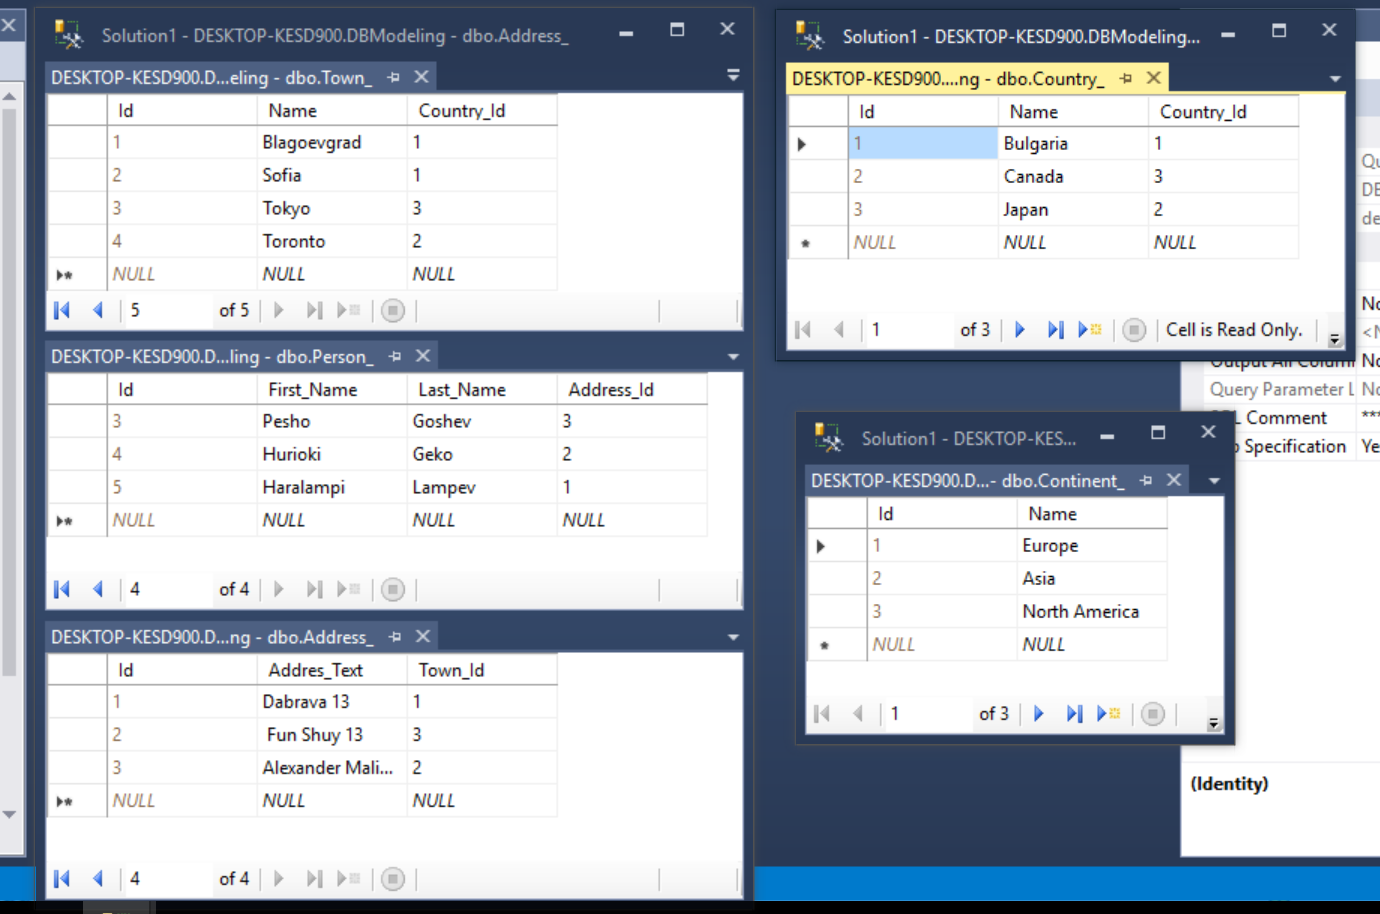 Solution1 - DESKTOP-KESD900.DBModeling - dbo.Address_
DESKTOP-KESD900.D...eling - dbo.Town_
Id Name Country_Id
1 Blagoevgrad 1
2 Sofia 1
3 Tokyo 3
4 Toronto 2
NULL NULL NULL
5 of 5
DESKTOP-KESD900.D...ling - dbo.Person_
Id First_Name Last_Name Address_Id
3 Pesho Goshev 3
4 Hurioki Geko 2
5 Haralampi Lampev 1
NULL NULL NULL NULL
4 of 4
DESKTOP-KESD900.D...ng - dbo.Address_
Id Addres_Text Town_Id
1 Dabrava 13 1
2 Fun Shuy 13 3
3 Alexander Mali... 2
NULL NULL NULL
4 of 4
Solution1 - DESKTOP-KESD900.DBModeling...
DESKTOP-KESD900....ng - dbo.Country_
Id Name Country_Id
1 Bulgaria 1
2 Canada 3
3 Japan 2
NULL NULL NULL
1 of 3 Cell is Read Only.
Solution1 - DESKTOP-KES...
DESKTOP-KESD900.D...- dbo.Continent_
Id Name
1 Europe
2 Asia
3 North America
NULL NULL
1 of 3
Qu
DE
de
No
Output All Colum No
Query Parameter L No
L Comment ***
Specification Ye
(Identity)